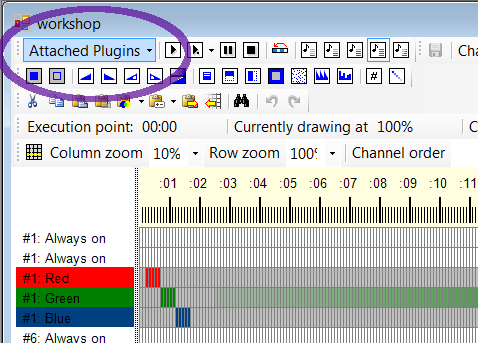 workshop
Attached Plugins
Cha
Execution point: 00:00 Currently drawing at 100% C
Column zoom 10% Row zoom 100% Channel order
:01 :02 :03 :04 :05 :06 :07 :08 :09 :10 :11
#1: Always on
#1: Always on
#1: Red
#1: Green
#1: Blue
#6: Always on